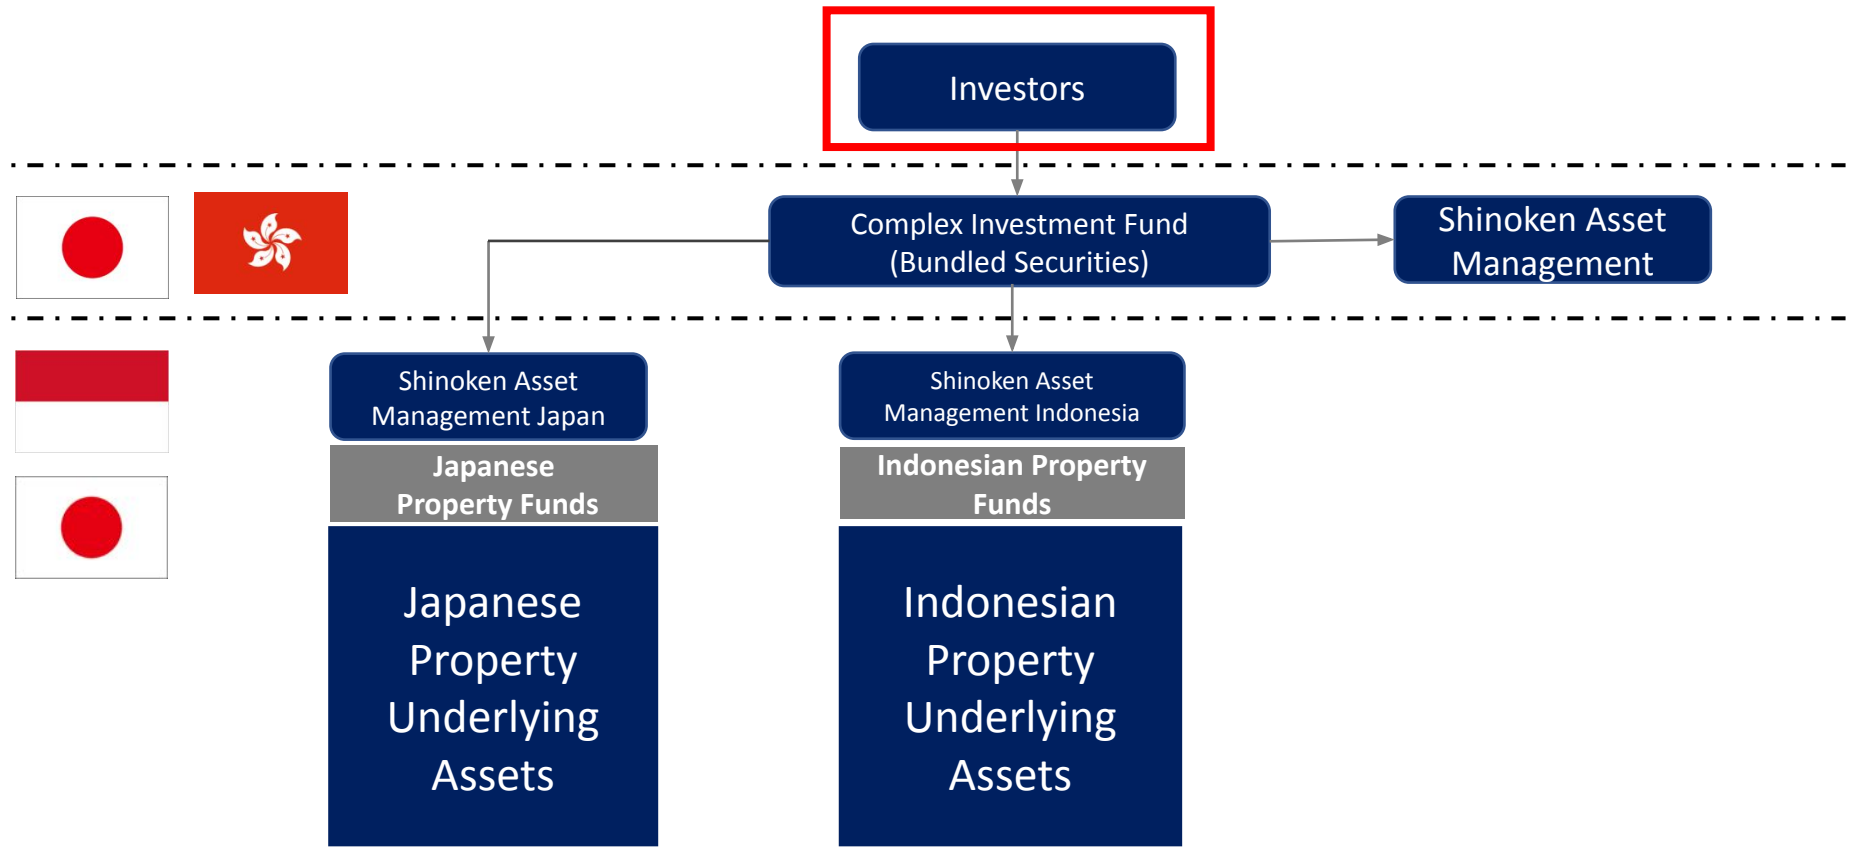 Investors
Complex Investment Fund
(Bundled Securities)
Shinoken Asset
Management
Shinoken Asset
Management Japan
Shinoken Asset
Management Indonesia
Japanese
Property Funds
Indonesian Property
Funds
Japanese
Property
Underlying
Assets
Indonesian
Property
Underlying
Assets